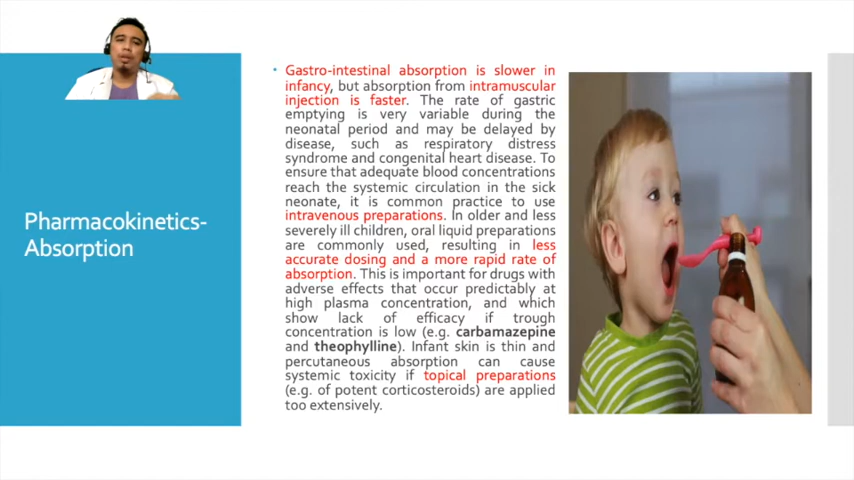 Pharmacokinetics-
Absorption
• Gastro-intestinal absorption is slower in
infancy, but absorption from intramuscular
injection is faster. The rate of gastric
emptying is very variable during the
neonatal period and may be delayed by
disease, such as respiratory distress
syndrome and congenital heart disease. To
ensure that adequate blood concentrations
reach the systemic circulation in the sick
neonate, it is common practice to use
intravenous preparations. In older and less
severely ill children, oral liquid preparations
are commonly used, resulting in less
accurate dosing and a more rapid rate of
absorption. This is important for drugs with
adverse effects that occur predictably at
high plasma concentration, and which
show lack of efficacy if trough
concentration is low (e.g. carbamazepine
and theophylline). Infant skin is thin and
percutaneous absorption can cause
systemic toxicity if topical preparations
(e.g. of potent corticosteroids) are applied
too extensively.